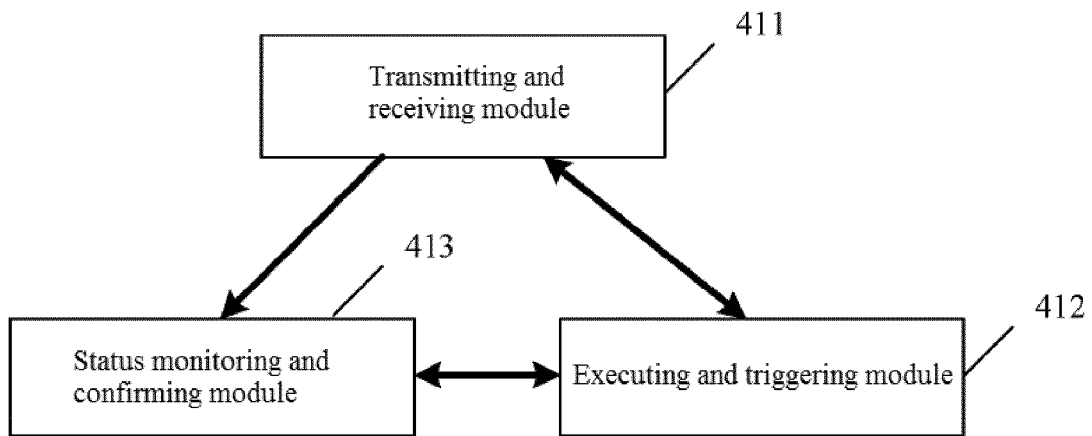 411
Transmitting and
receiving module
413
412
Status monitoring and
confirming module
Executing and triggering module